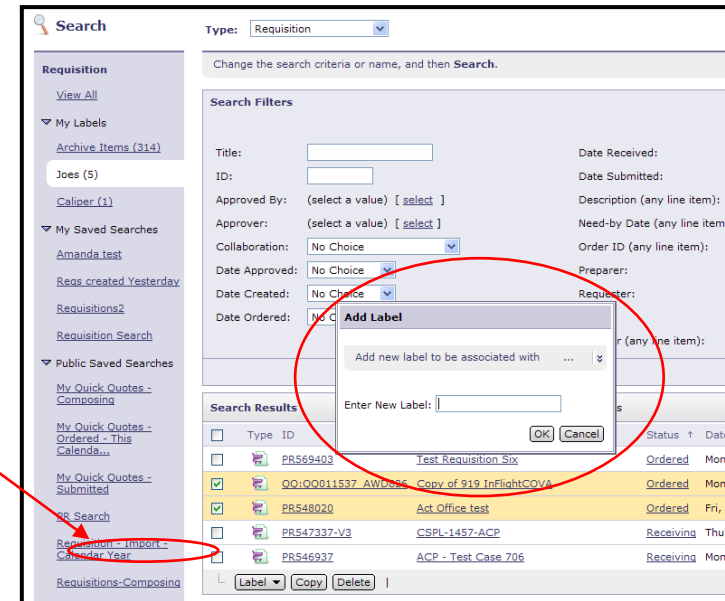 Search
Type: Requisition
Requisition
View All
My Labels
Archive Items (314)
Joes (5)
Caliper (1)
My Saved Searches
Amanda test
Reqs created Yesterday
Requisitions2
Requisition Search
Public Saved Searches
My Quick Quotes -
Composing
My Quick Quotes -
Ordered - This
Calenda...
My Quick Quotes -
Submitted
PR Search
Requisition - Import -
Calendar Year
Requisitions-Composing
Change the search criteria or name, and then Search.
Search Filters
Title:
ID:
Approved By: (select a value) [ select ]
Approver: (select a value) [ select ]
Collaboration: No Choice
Date Approved: No Choice
Date Created: No Choice
Date Ordered: No C
Date Received:
Date Submitted:
Description (any line item):
Need-by Date (any line item
Order ID (any line item):
Preparer:
Requester:
(any line item):
Add Label
Add new label to be associated with ...
Enter New Label:
OK Cancel
Search Results
Type ID Status ↑ Date
PR569403 Test Requisition Six Ordered Mon
QQ:QQ011537_AWD826 Copy of 919 InFlightCOVA Ordered Mon
PR548020 Act Office test Ordered Fri,
PR547337-V3 CSPL-1457-ACP Receiving Thu
PR546937 ACP - Test Case 706 Receiving Mon
Label Copy Delete |